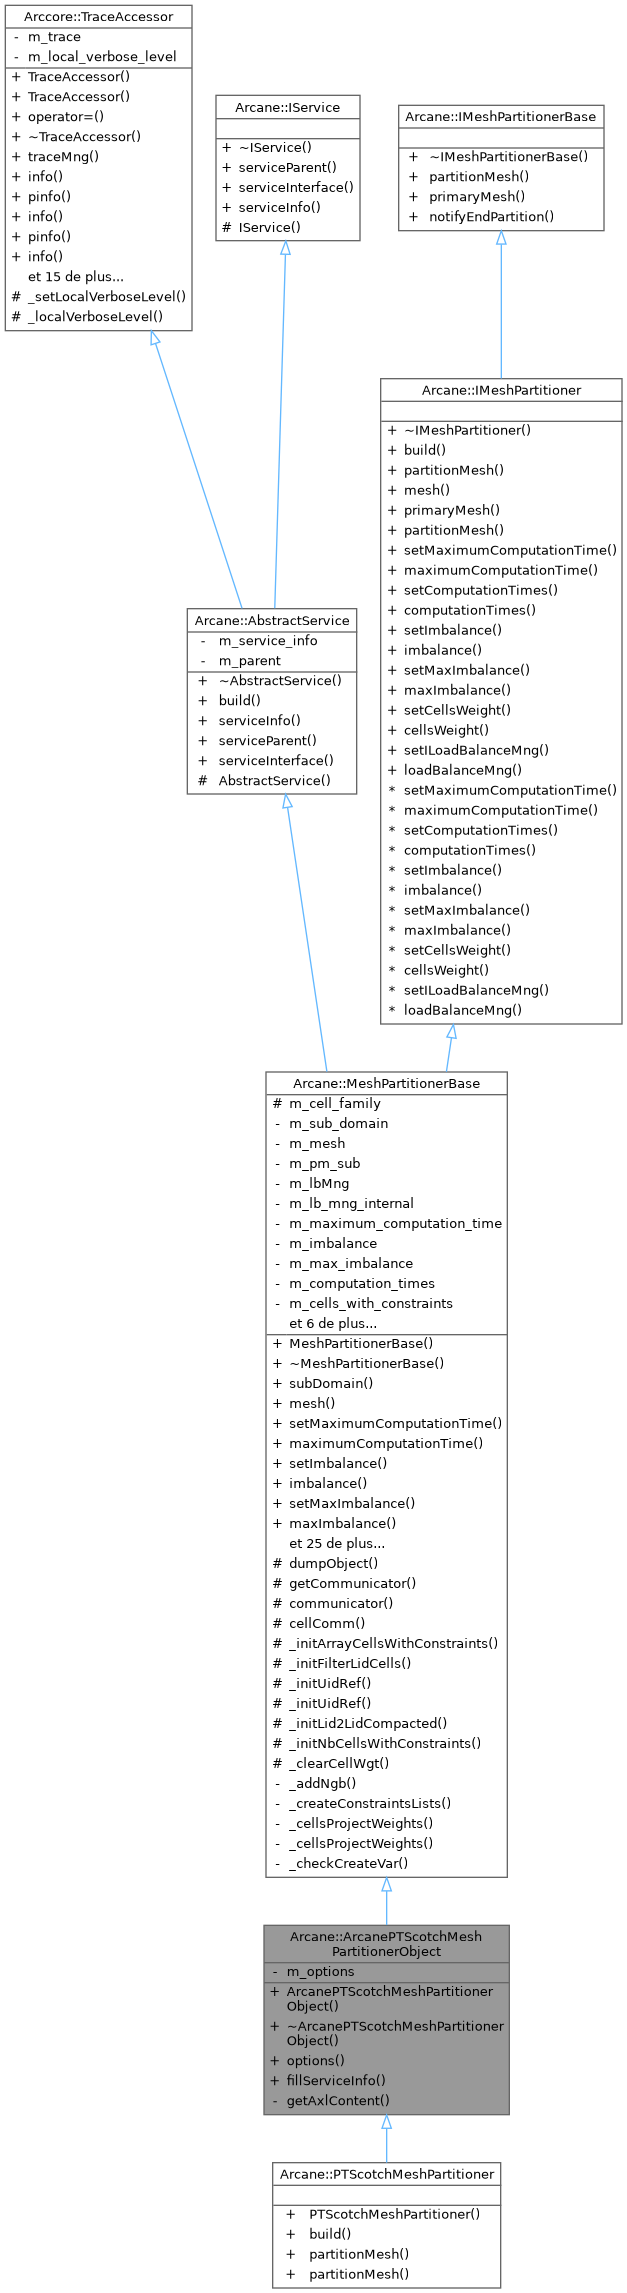 Arccore::TraceAccessor
- m_trace
- m_local_verbose_level
+ TraceAccessor()
+ TraceAccessor()
+ operator=()
+ ~TraceAccessor()
+ traceMng()
+ info()
+ pinfo()
+ info()
+ pinfo()
+ info()
et 15 de plus...
# _setLocalVerboseLevel()
# _localVerboseLevel()
Arcane::IService
+ ~IService()
+ serviceParent()
+ serviceInterface()
+ serviceInfo()
# IService()
Arcane::IMeshPartitionerBase
+ ~IMeshPartitionerBase()
+ partitionMesh()
+ primaryMesh()
+ notifyEndPartition()
Arcane::IMeshPartitioner
+ ~IMeshPartitioner()
+ build()
+ partitionMesh()
+ mesh()
+ primaryMesh()
+ partitionMesh()
+ setMaximumComputationTime()
+ maximumComputationTime()
+ setComputationTimes()
+ computationTimes()
+ setImbalance()
+ imbalance()
+ setMaxImbalance()
+ maxImbalance()
+ setCellsWeight()
+ cellsWeight()
+ setILoadBalanceMng()
+ loadBalanceMng()
* setMaximumComputationTime()
* maximumComputationTime()
* setComputationTimes()
* computationTimes()
* setImbalance()
* imbalance()
* setMaxImbalance()
* maxImbalance()
* setCellsWeight()
* cellsWeight()
* setILoadBalanceMng()
* loadBalanceMng()
Arcane::AbstractService
- m_service_info
- m_parent
+ ~AbstractService()
+ build()
+ serviceInfo()
+ serviceParent()
+ serviceInterface()
# AbstractService()
Arcane::MeshPartitionerBase
# m_cell_family
- m_sub_domain
- m_mesh
- m_pm_sub
- m_lbMng
- m_lb_mng_internal
- m_maximum_computation_time
- m_imbalance
- m_max_imbalance
- m_computation_times
- m_cells_with_constraints
et 6 de plus...
+ MeshPartitionerBase()
+ ~MeshPartitionerBase()
+ subDomain()
+ mesh()
+ setMaximumComputationTime()
+ maximumComputationTime()
+ setImbalance()
+ imbalance()
+ setMaxImbalance()
+ maxImbalance()
et 25 de plus...
# dumpObject()
# getCommunicator()
# communicator()
# cellComm()
# _initArrayCellsWithConstraints()
# _initFilterLidCells()
# _initUidRef()
# _initUidRef()
# _initLid2LidCompacted()
# _initNbCellsWithConstraints()
# _clearCellWgt()
- _addNgb()
- _createConstraintsLists()
- _cellsProjectWeights()
- _cellsProjectWeights()
- _checkCreateVar()
Arcane::ArcanePTScotchMesh
PartitionerObject
- m_options
+ ArcanePTScotchMeshPartitioner
Object()
+ ~ArcanePTScotchMeshPartitioner
Object()
+ options()
+ fillServiceInfo()
- getAxlContent()
Arcane::PTScotchMeshPartitioner
+ PTScotchMeshPartitioner()
+ build()
+ partitionMesh()
+ partitionMesh()